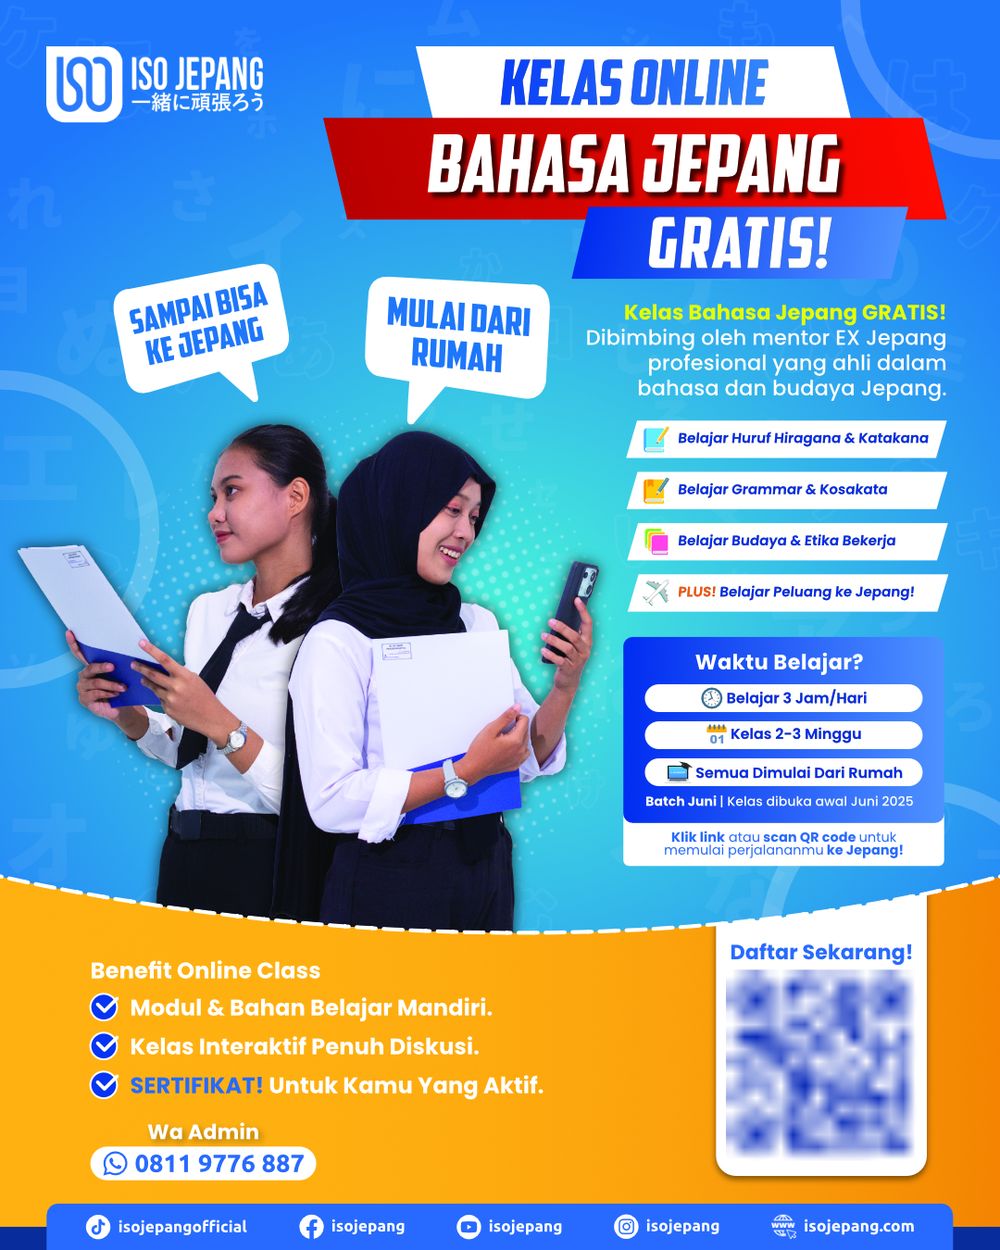 ISO JEPANG
一緒に頑張ろう
KELAS ONLINE
BAHASA JEPANG
GRATIS!
SAMPAI BISA
KE JEPANG
MULAI DARI
RUMAH
Kelas Bahasa Jepang GRATIS!
Dibimbing oleh mentor EX Jepang
profesional yang ahli dalam
bahasa dan budaya Jepang.
Belajar Huruf Hiragana & Katakana
Belajar Grammar & Kosakata
Belajar Budaya & Etika Bekerja
PLUS! Belajar Peluang ke Jepang!
Waktu Belajar?
Belajar 3 Jam/Hari
01 Kelas 2-3 Minggu
Semua Dimulai Dari Rumah
Batch Juni | Kelas dibuka awal Juni 2025
Klik link atau scan QR code untuk
memulai perjalananmu ke Jepang!
Daftar Sekarang!
Benefit Online Class
Modul & Bahan Belajar Mandiri.
Kelas Interaktif Penuh Diskusi.
SERTIFIKAT! Untuk Kamu Yang Aktif.
Wa Admin
0811 9776 887
isojepangofficial
isojepang
isojepang
isojepang
www
isojepang.com